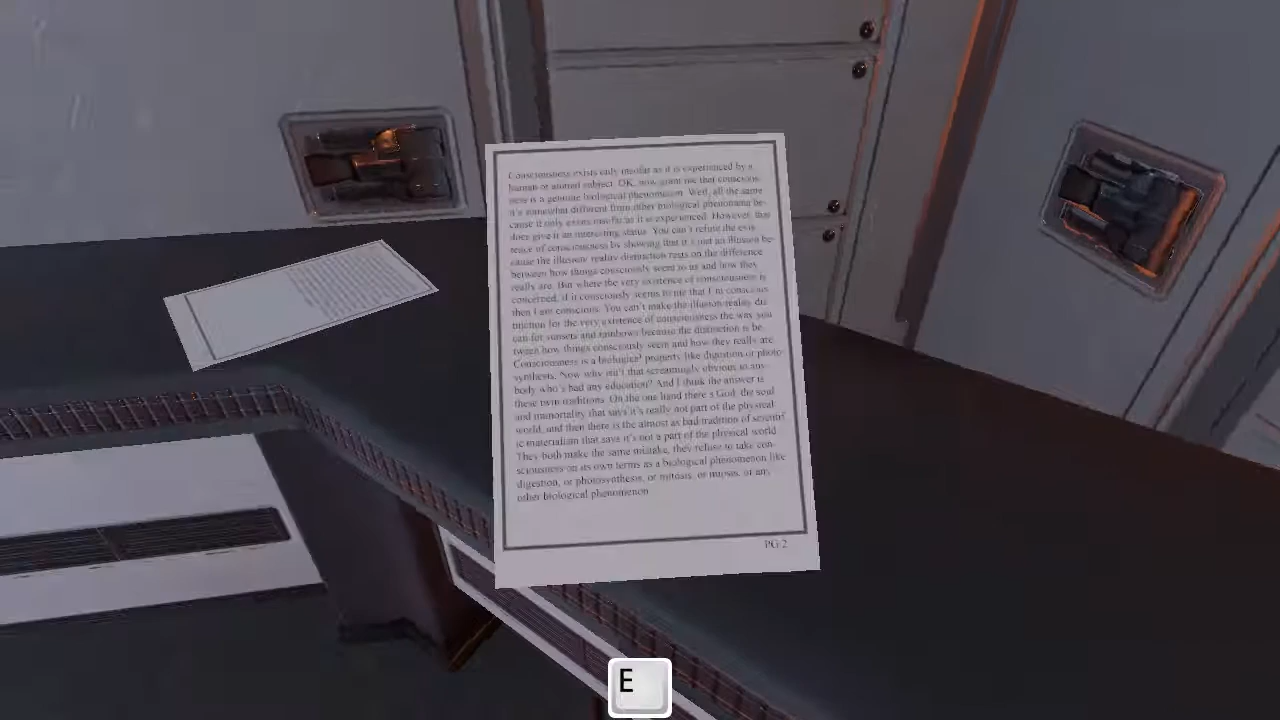 Consciousness exists only insofar as it is experienced by a
human or animal subject. OK, now grant me that conscious-
ness is a genuine biological phenomenon. Well, all the same
it's somewhat different from other biological phenomena be-
cause it only exists insofar as it is experienced. However, that
does give it an interesting status. You can't refute the exis-
tence of consciousness by showing that it's just an illusion be-
cause the illusion/ reality distinction rests on the difference
between how things consciously seem to us and how they
really are. But where the very existence of consciousness is
concerned, if it consciously seems to me that I'm conscious,
then I am conscious. You can't make the illusion reality dis-
tinction for the very existence of consciousness the way you
can for sunsets and rainbows because the distinction is be-
tween how things consciously seem and how they really are.
Consciousness is a biological property like digestion or photo-
synthesis. Now why isn't that screamingly obvious to any-
body who's had any education? And I think the answer is
these twin traditions. On the one hand there's God, the soul
and immortality that says it's really not part of the physical
world, and then there is the almost as bad tradition of scientif-
ic materialism that says it's not a part of the physical world.
They both make the same mistake, they refuse to take con-
sciousness on its own terms as a biological phenomenon like
digestion, or photosynthesis, or mitosis, or miosis, or any
other biological phenomenon.
PG:2
E